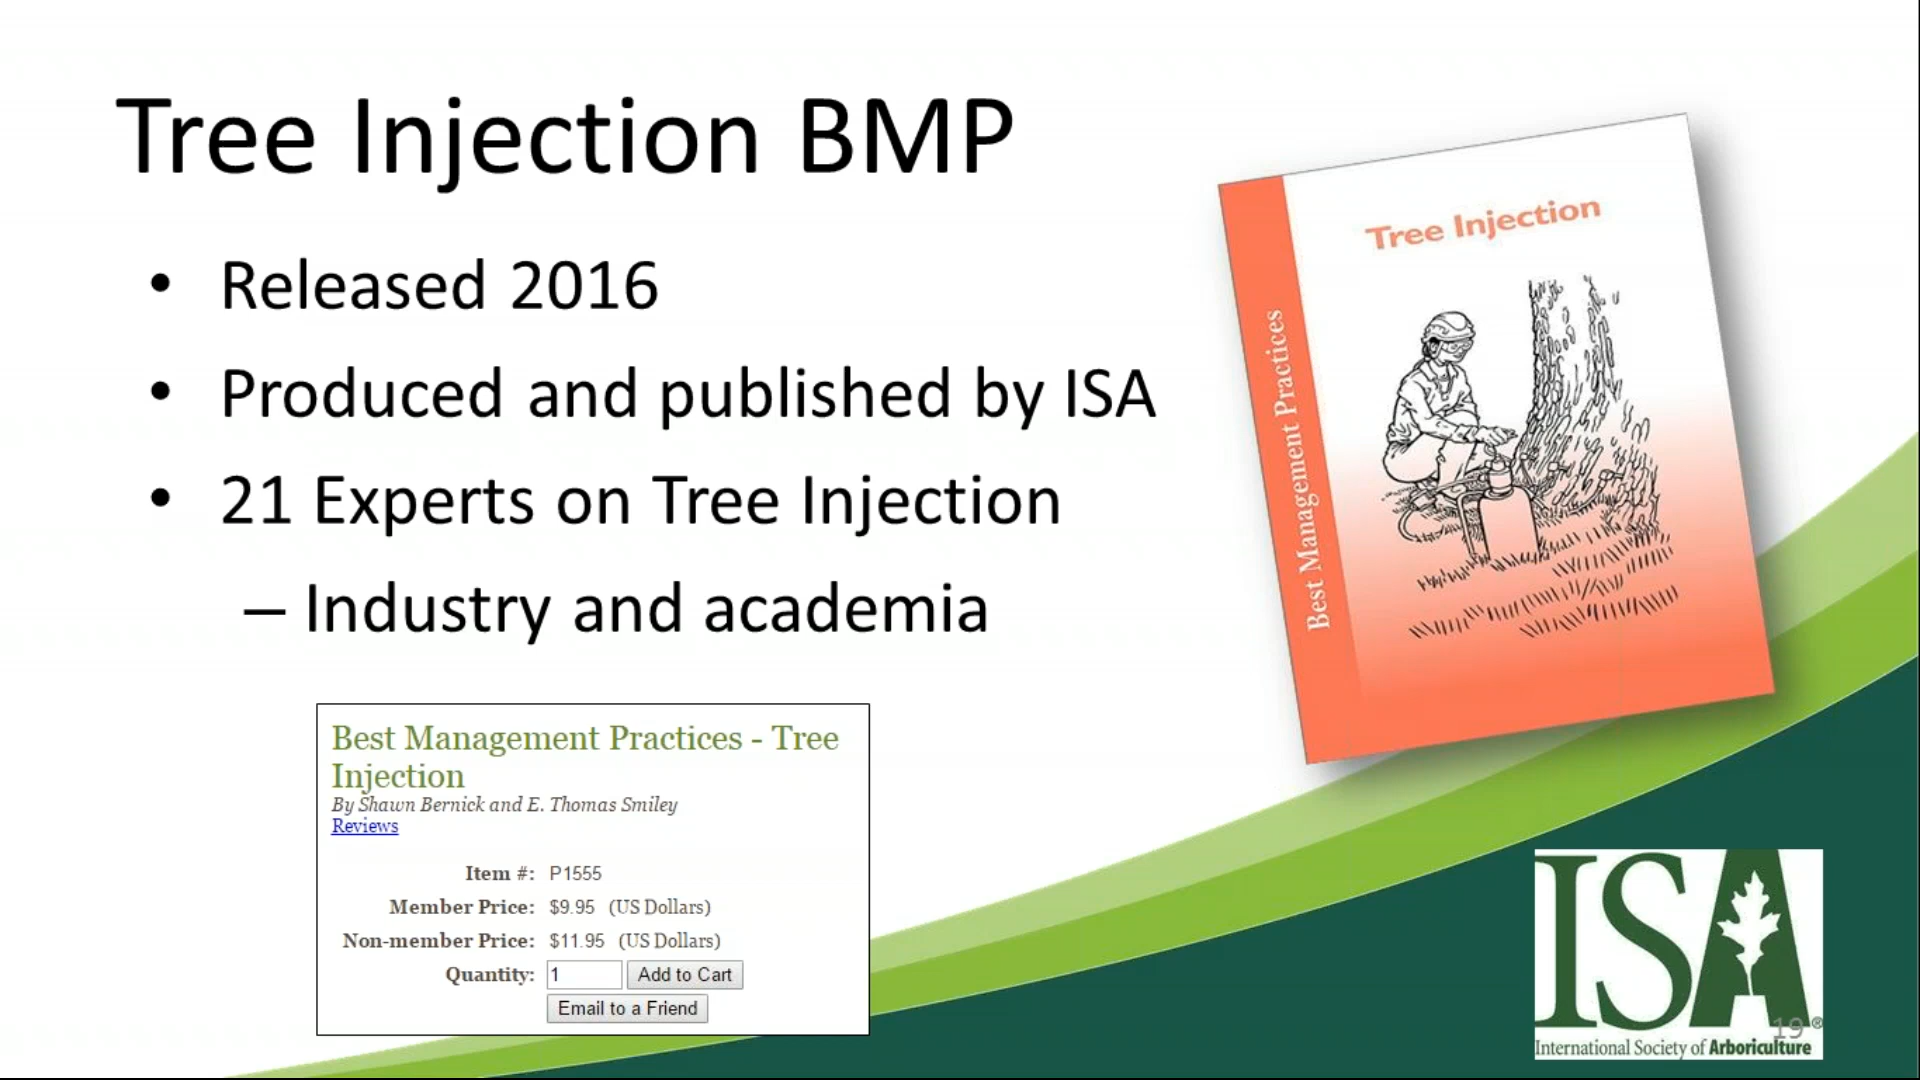 Tree Injection BMP
• Released 2016
• Produced and published by ISA
• 21 Experts on Tree Injection
– Industry and academia
Tree Injection
Best Management Practices
Best Management Practices - Tree
Injection
By Shawn Bernick and E. Thomas Smiley
Reviews
Item #: P1555
Member Price: $9.95 (US Dollars)
Non-member Price: $11.95 (US Dollars)
Quantity: 1 Add to Cart
Email to a Friend
ISA
19 ®
International Society of Arboriculture